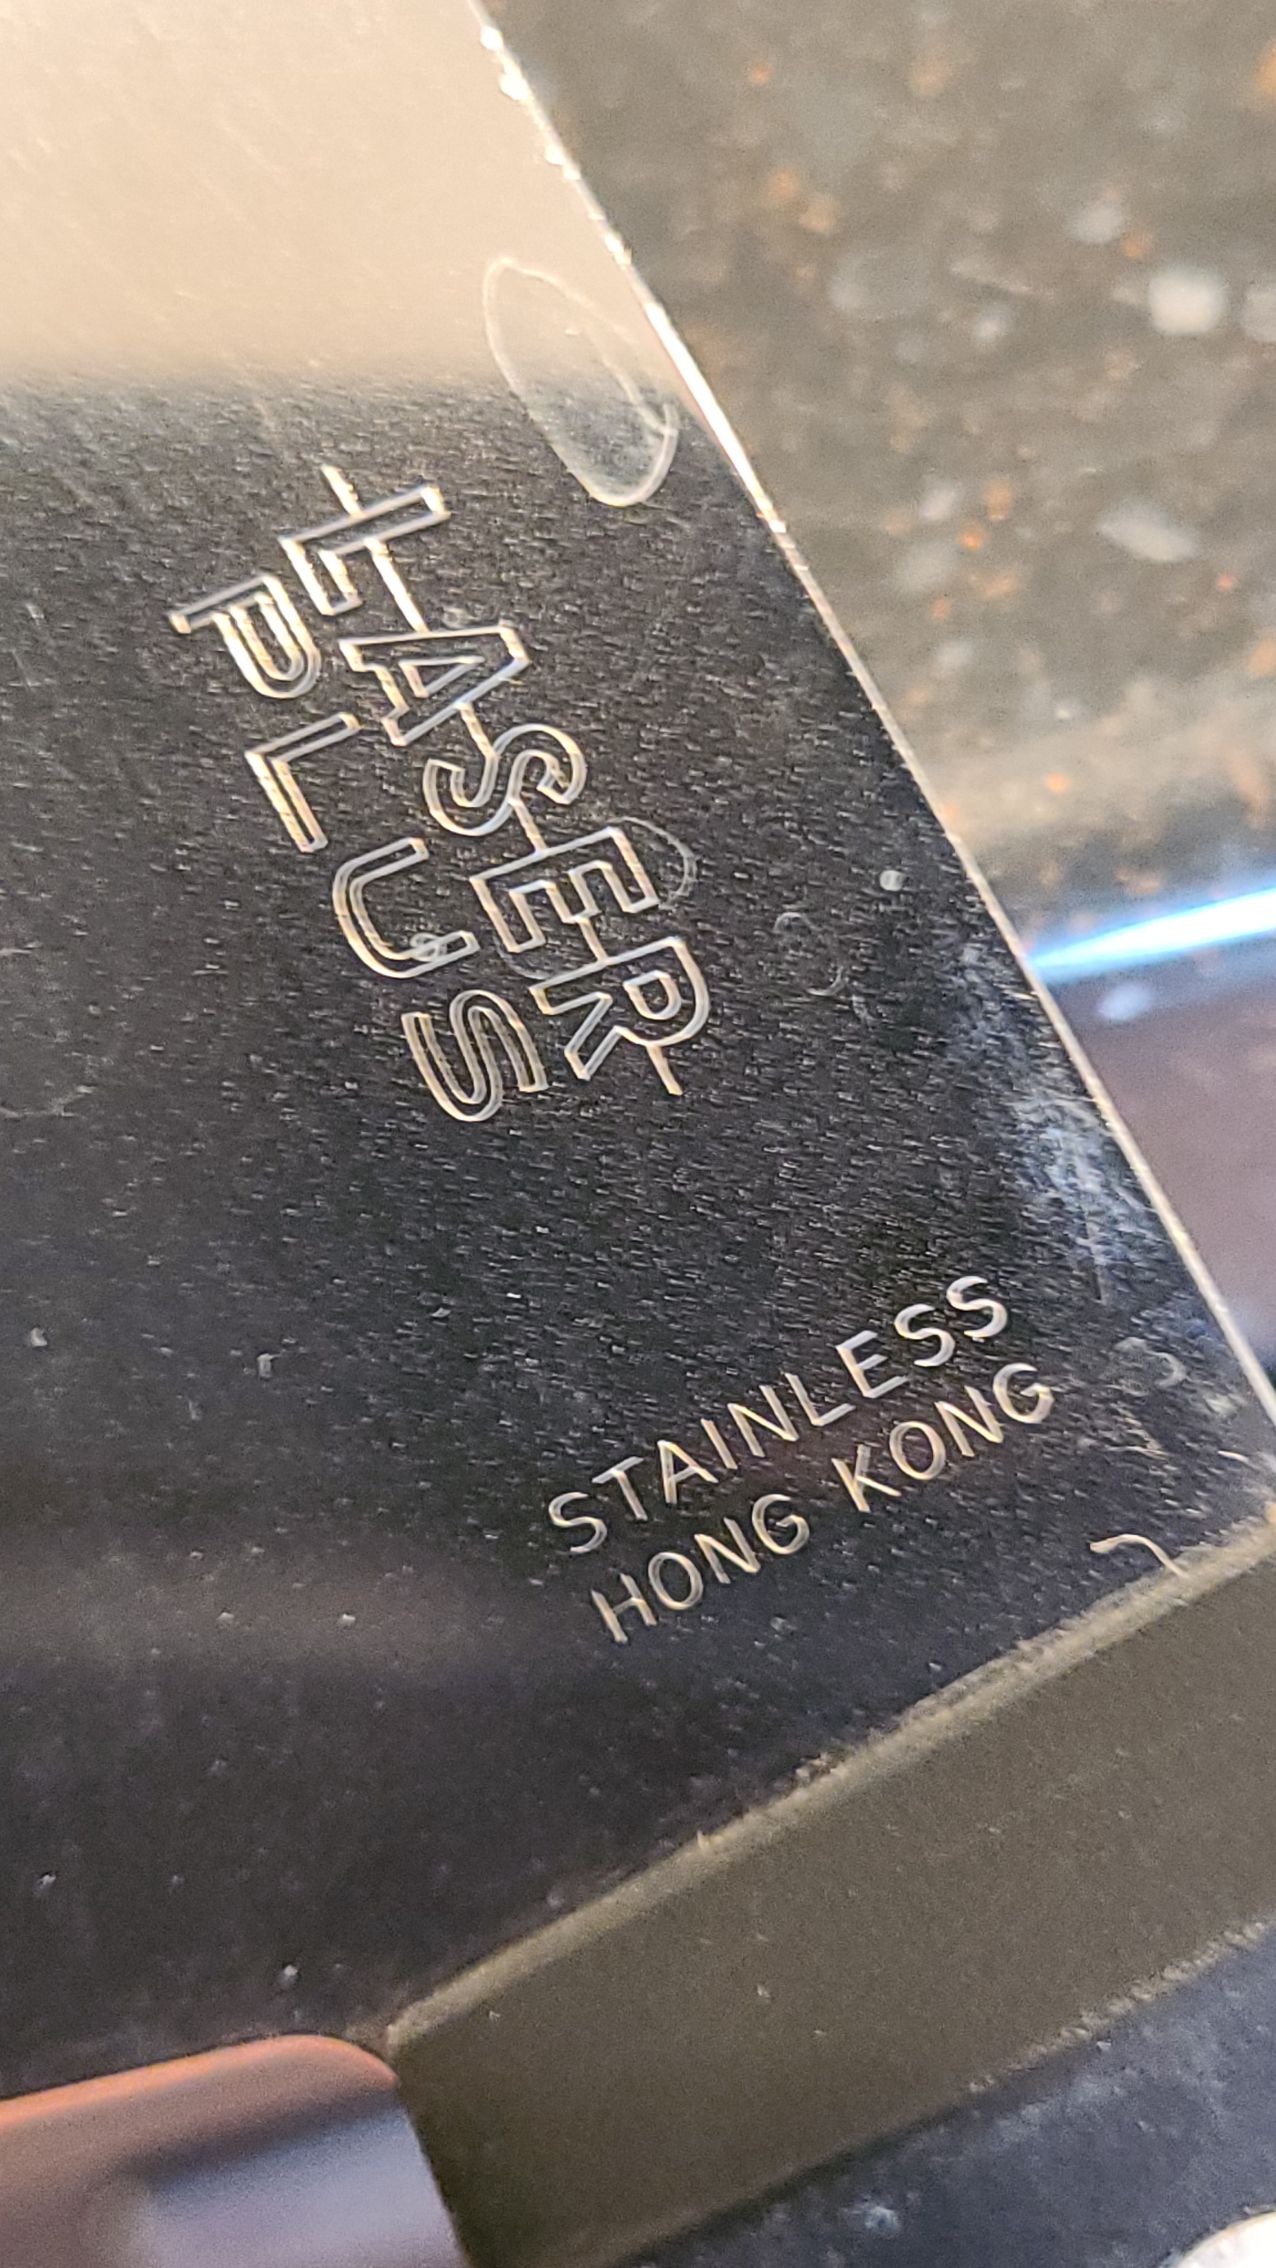 LASER
PLUS
STAINLESS
HONG KONG